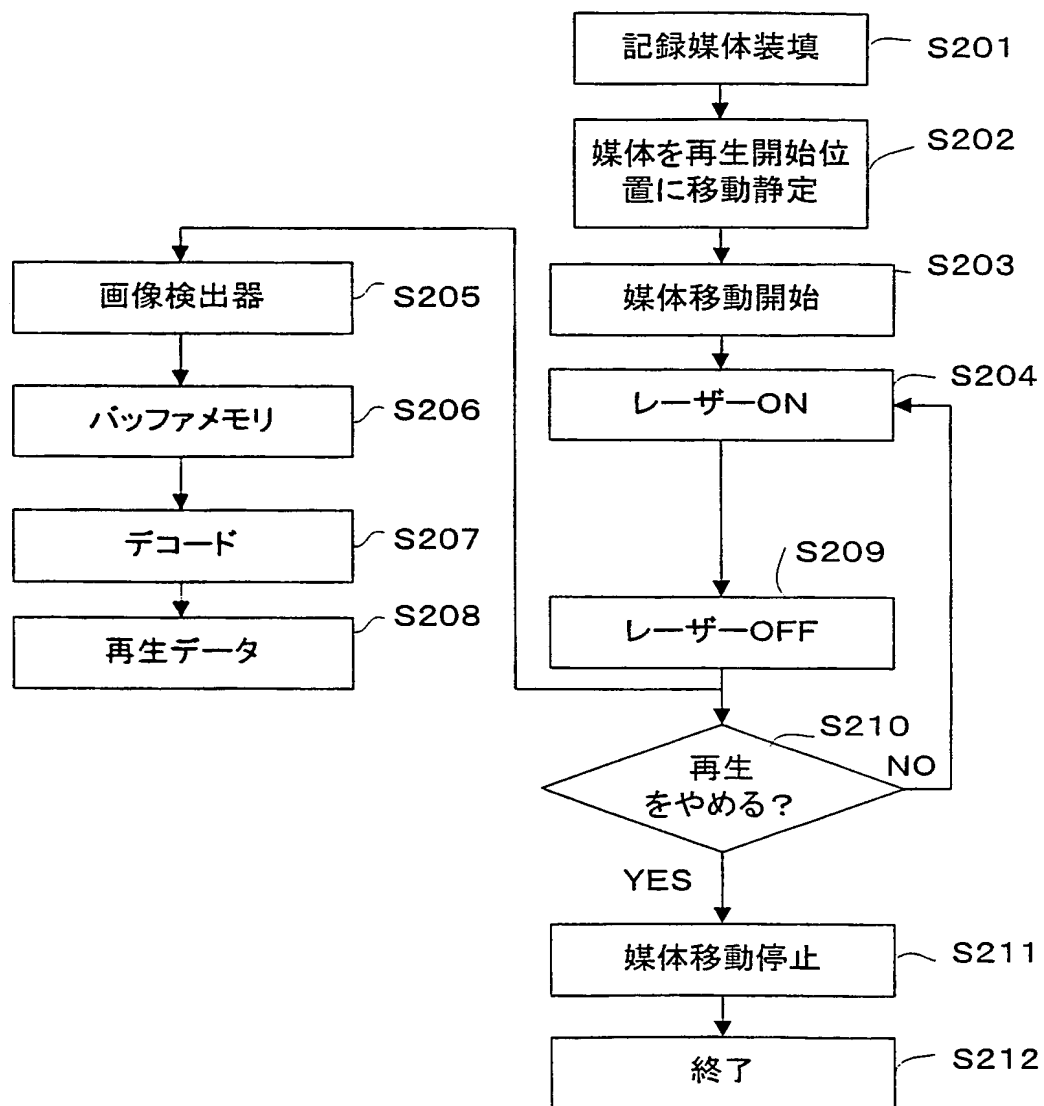 記録媒体装填
S201
媒体を再生開始位
置に移動静定
S202
媒体移動開始
S203
レーザーON
S204
画像検出器
S205
バッファメモリ
S206
デコード
S207
再生データ
S208
レーザーOFF
S209
再生
をやめる?
S210
NO
YES
媒体移動停止
S211
終了
S212